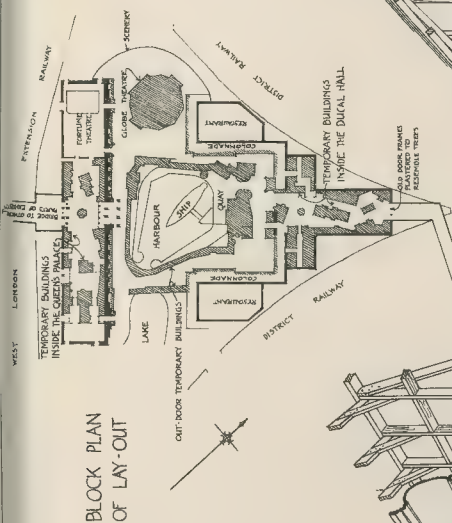 BLOCK PLAN
OF LAY-OUT
WEST LONDON
EXTENSION RAILWAY
BRIDGE TO OTHER
PARTS OF
EXHIBN
TEMPORARY BUILDINGS
INSIDE THE QUEEN'S PALACE
FORTUNE
THEATRE
GLOBE THEATRE
SCENERY
DISTRICT RAILWAY
RESTAURANT
COLONNADE
HARBOUR
SHIP
QUAY
LAKE
OUT-DOOR TEMPORARY BUILDINGS
COLONNADE
RESTAURANT
DISTRICT RAILWAY
TEMPORARY BUILDINGS
INSIDE THE DUCAL HALL
OLD DOOR FRAMES
PLASTERED TO
RESEMBLE TREES